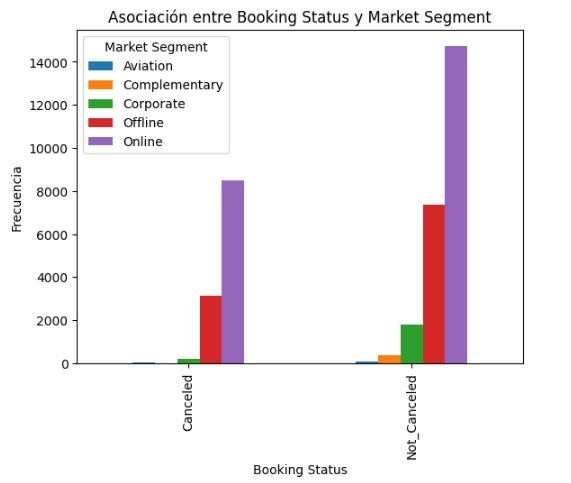 Asociación entre Booking Status y Market Segment
Market Segment
Aviation
Complementary
Corporate
Offline
Online
14000
12000
10000
8000
6000
4000
2000
0
Frecuencia
Canceled
Not_Canceled
Booking Status